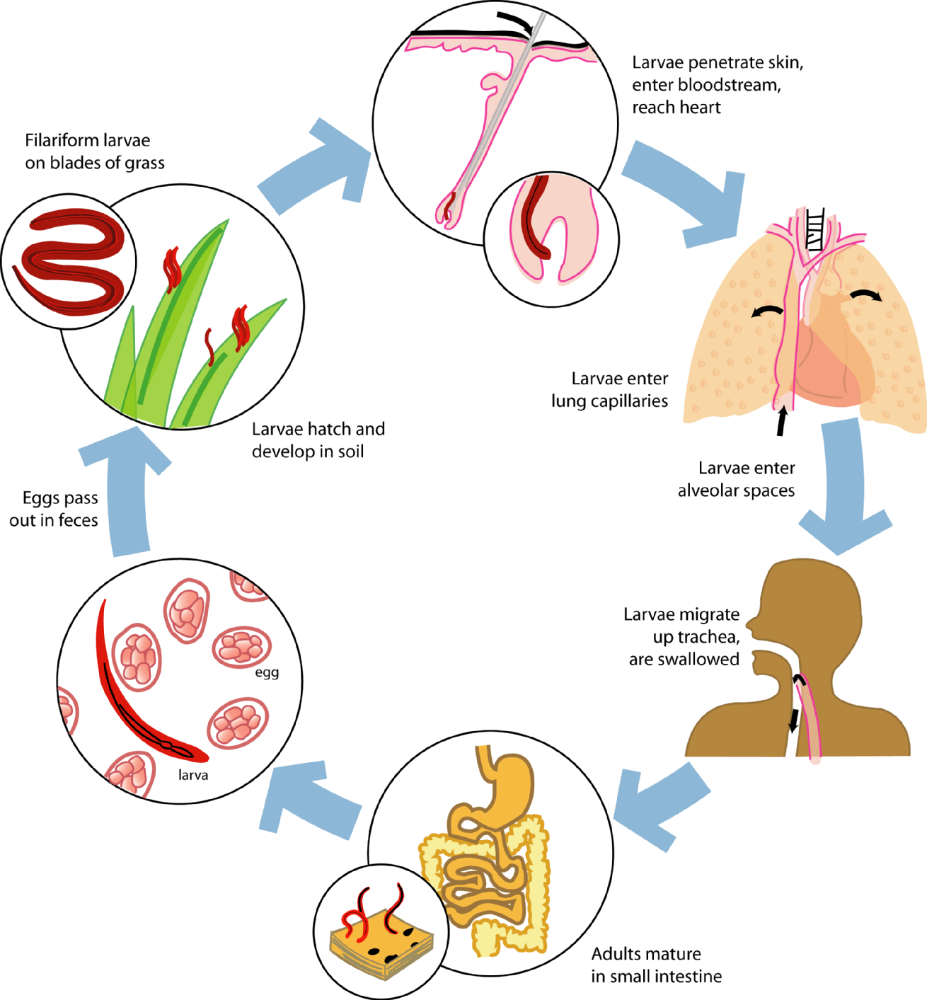 Larvae penetrate skin,
enter bloodstream,
reach heart
Filariform larvae
on blades of grass
Larvae enter
lung capillaries
Larvae hatch and
develop in soil
Larvae enter
alveolar spaces
Eggs pass
out in feces
Larvae migrate
up trachea,
are swallowed
egg
larva
Adults mature
in small intestine